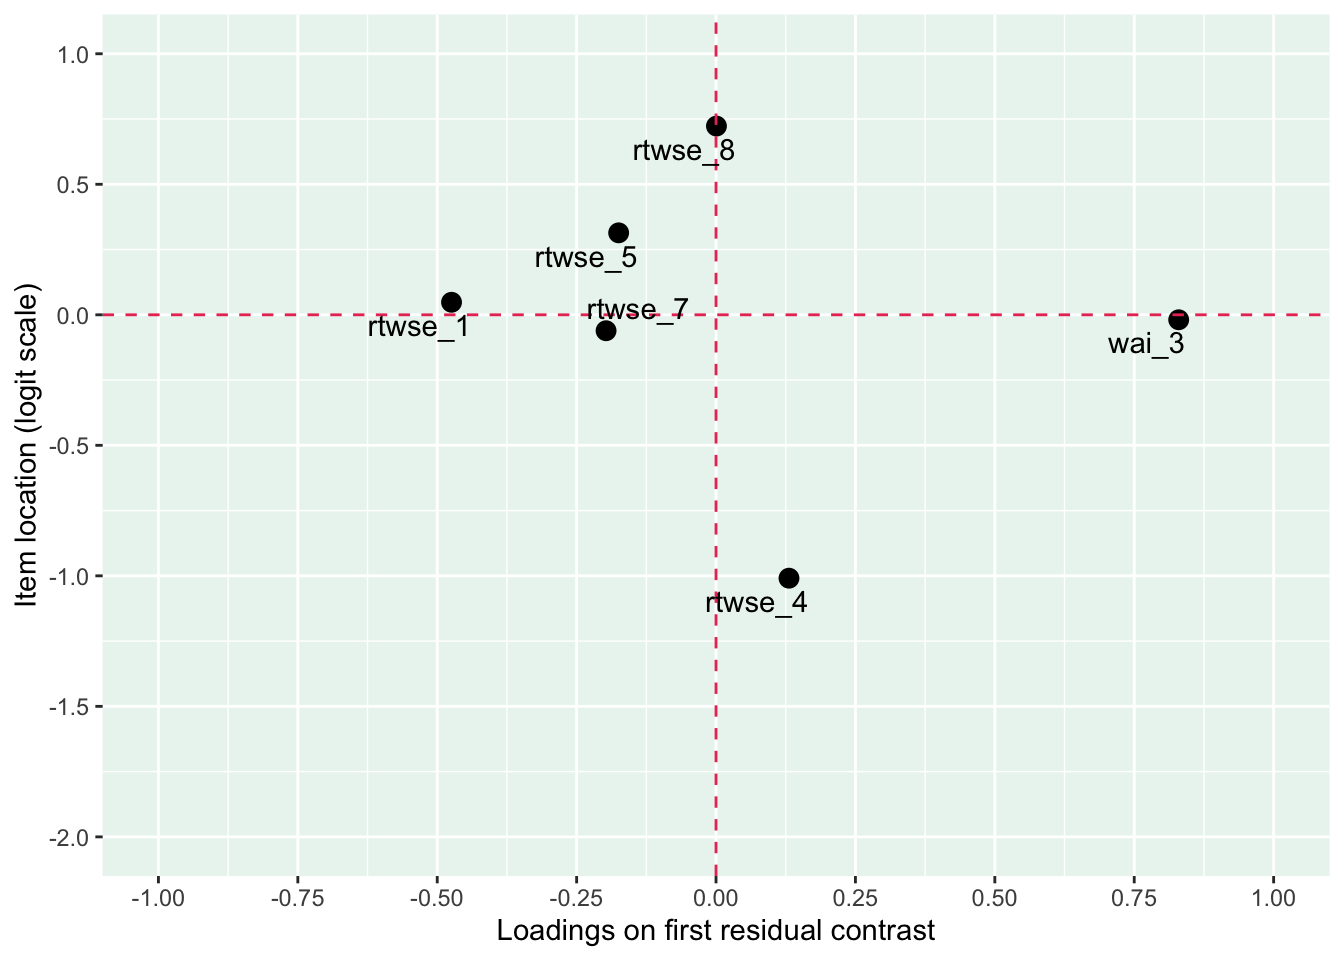 1.0
0.5
0.0
-0.5
-1.0
-1.5
-2.0
Item location (logit scale)
rtwse_8
rtwse_5
rtwse_7
rtwse_1
wai_3
rtwse_4
-1.00 -0.75 -0.50 -0.25 0.00 0.25 0.50 0.75 1.00
Loadings on first residual contrast